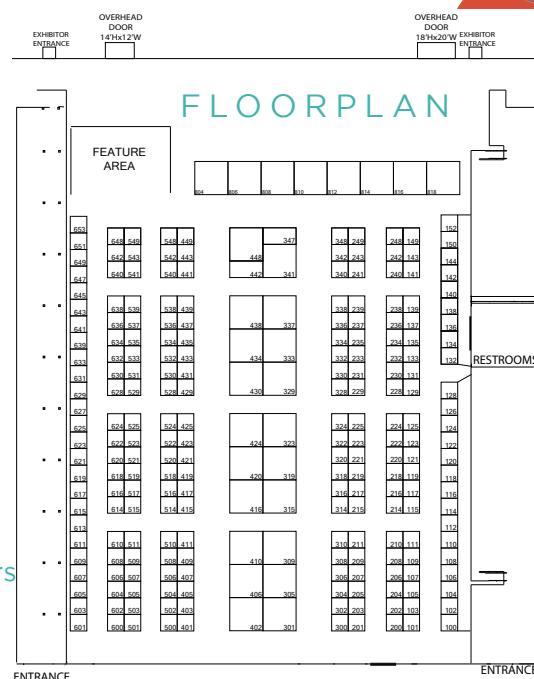 OVERHEAD
DOOR
14'Hx12'W
OVERHEAD
DOOR
18'Hx20'W
EXHIBITOR
ENTRANCE
EXHIBITOR
ENTRANCE
FLOORPLAN
FEATURE
AREA
804 806 808 810 812 814 816 818
653
648 549 548 449 347 348 249 248 149 152
651 150
642 543 542 443 448 342 243 242 143
649 144
640 541 540 441 442 341 340 241 240 141
647 142
645 140
643 638 539 538 439 338 239 238 139 138
641 636 537 536 437 438 337 336 237 236 137 136
639 634 535 534 435 334 235 234 135 134
633 632 533 532 433 434 333 332 233 232 133 132
RESTROOMS
631 630 531 530 431 330 231 230 131
629 628 529 528 429 430 329 328 229 228 129 128
627 126
625 624 525 524 425 324 225 224 125 124
623 622 523 522 423 424 323 322 223 222 123 122
621 620 521 520 421 320 221 220 121 120
619 618 519 518 419 420 319 318 219 218 119 118
617 616 517 516 417 316 217 216 117 116
615 614 515 514 415 416 315 314 215 214 115 114
613 112
611 610 511 510 411 310 211 210 111 110
609 608 509 508 409 410 309 308 209 208 109 108
607 606 507 506 407 306 207 206 107 106
rs
605 604 505 504 405 406 305 304 205 204 105 104
603 602 503 502 403 302 203 202 103 102
601 600 501 500 401 402 301 300 201 200 101 100
ENTRANCE
ENTRANCE